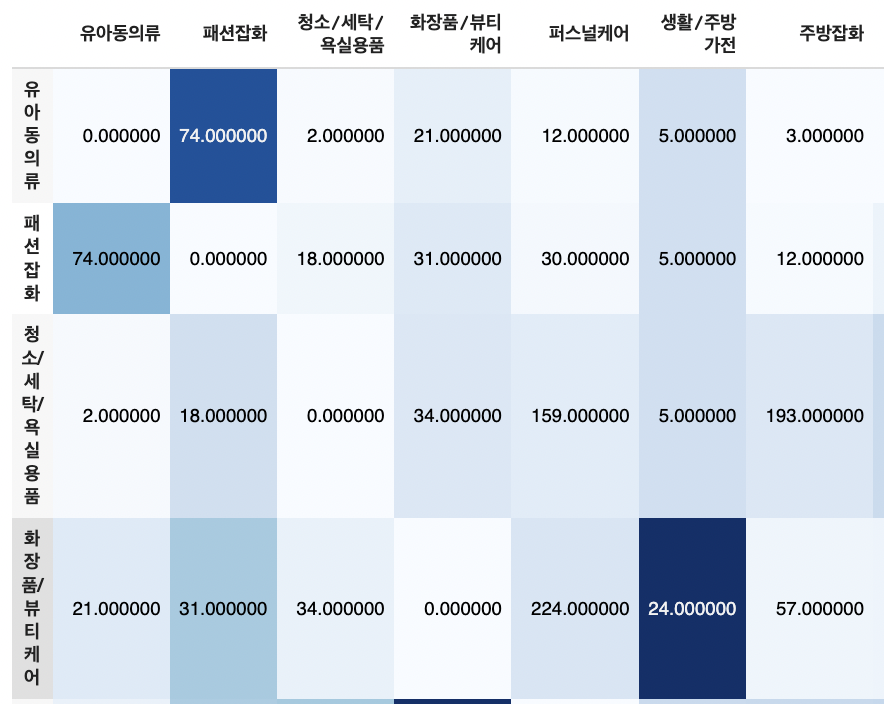 유아동의류 패션잡화 청소/세탁/욕실용품 화장품/뷰티케어 퍼스널케어 생활/주방가전 주방잡화
유아동의류 0.000000 74.000000 2.000000 21.000000 12.000000 5.000000 3.000000
패션잡화 74.000000 0.000000 18.000000 31.000000 30.000000 5.000000 12.000000
청소/세탁/욕실용품 2.000000 18.000000 0.000000 34.000000 159.000000 5.000000 193.000000
화장품/뷰티케어 21.000000 31.000000 34.000000 0.000000 224.000000 24.000000 57.000000